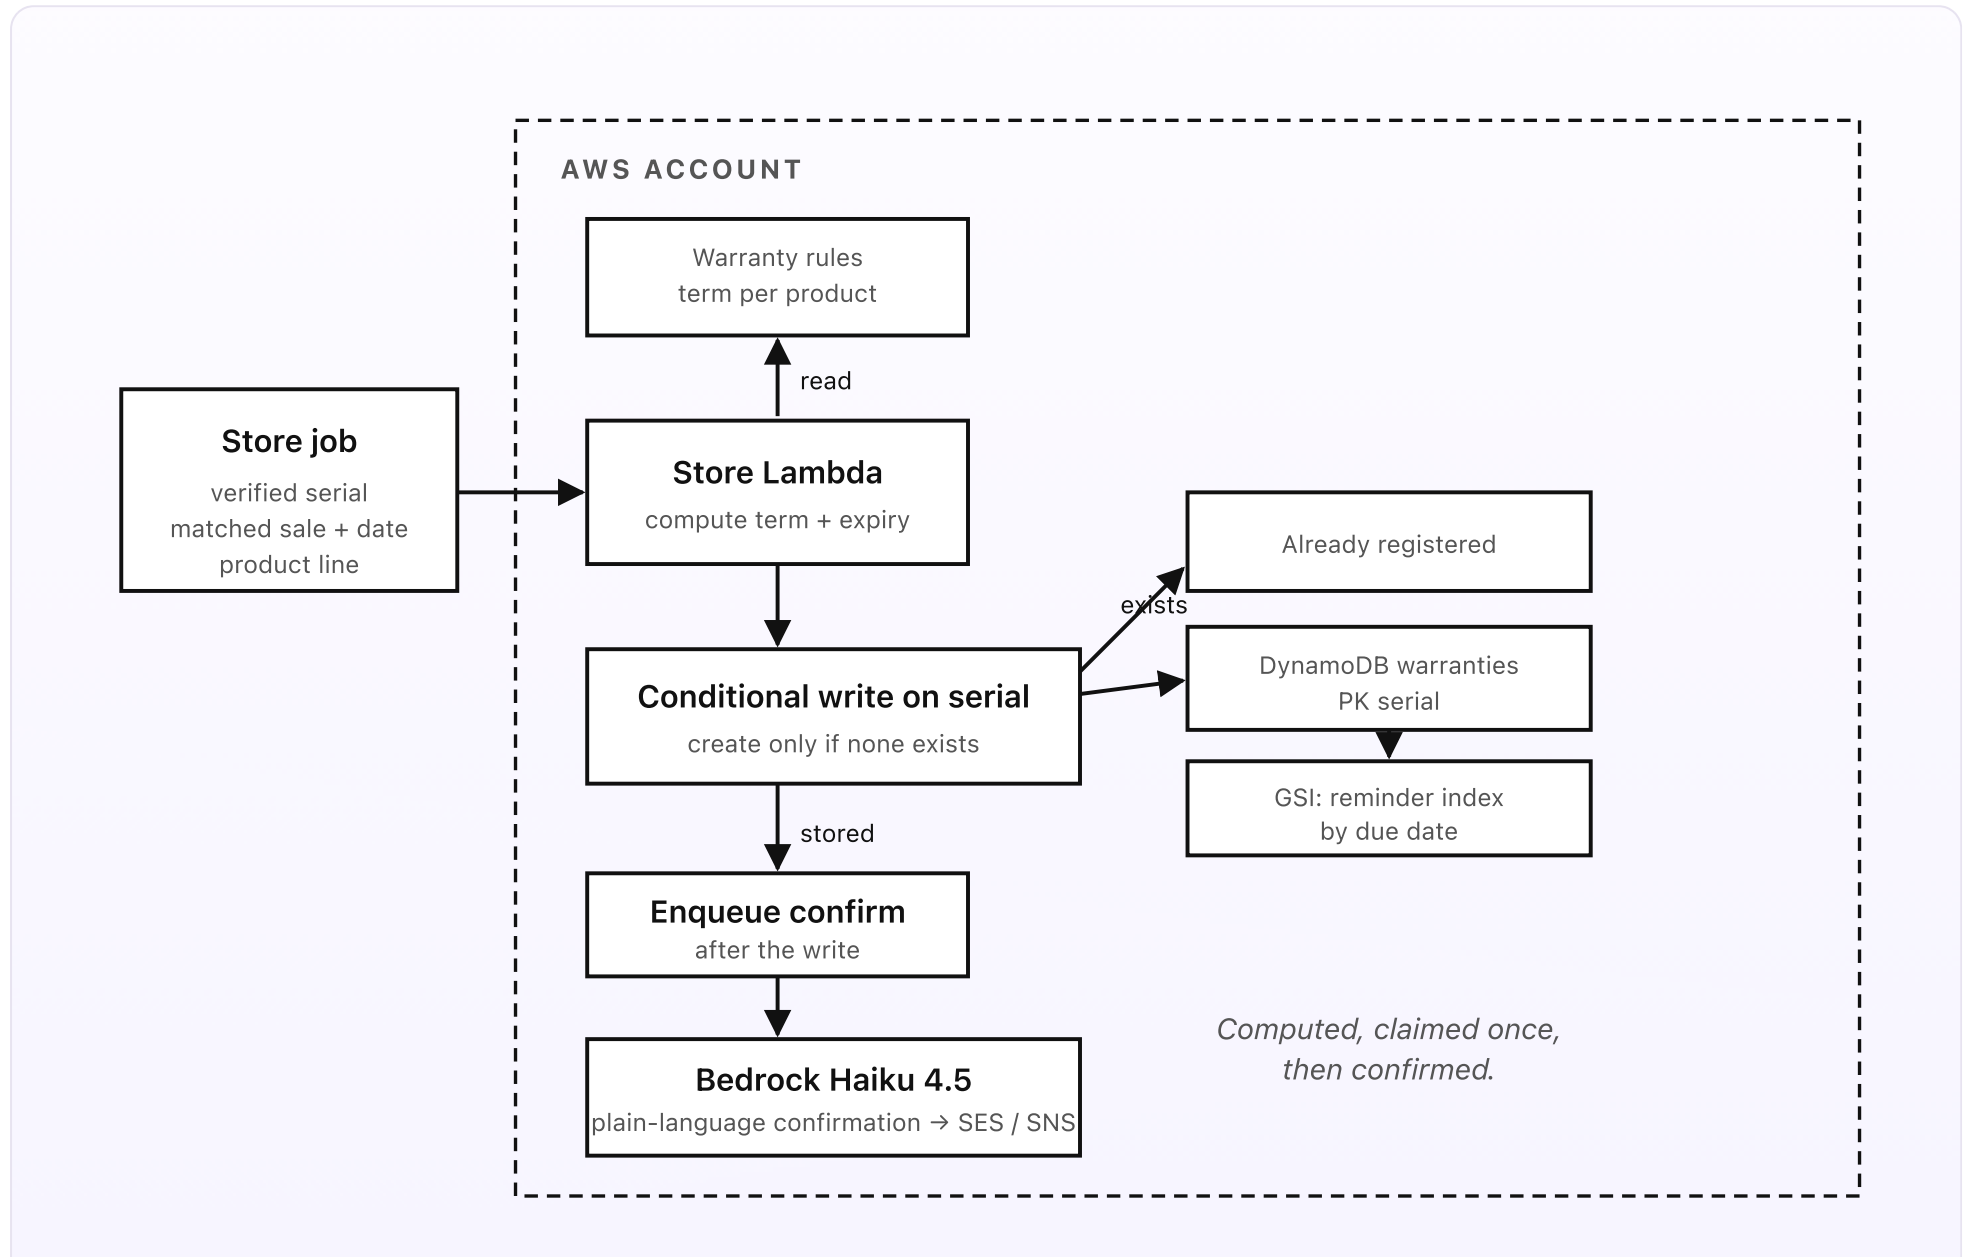 AWS ACCOUNT
Warranty rules
term per product
read
Store job
verified serial
matched sale + date
product line
Store Lambda
compute term + expiry
Already registered
exists
Conditional write on serial
create only if none exists
DynamoDB warranties
PK serial
GSI: reminder index
by due date
stored
Enqueue confirm
after the write
Bedrock Haiku 4.5
plain-language confirmation → SES / SNS
Computed, claimed once,
then confirmed.